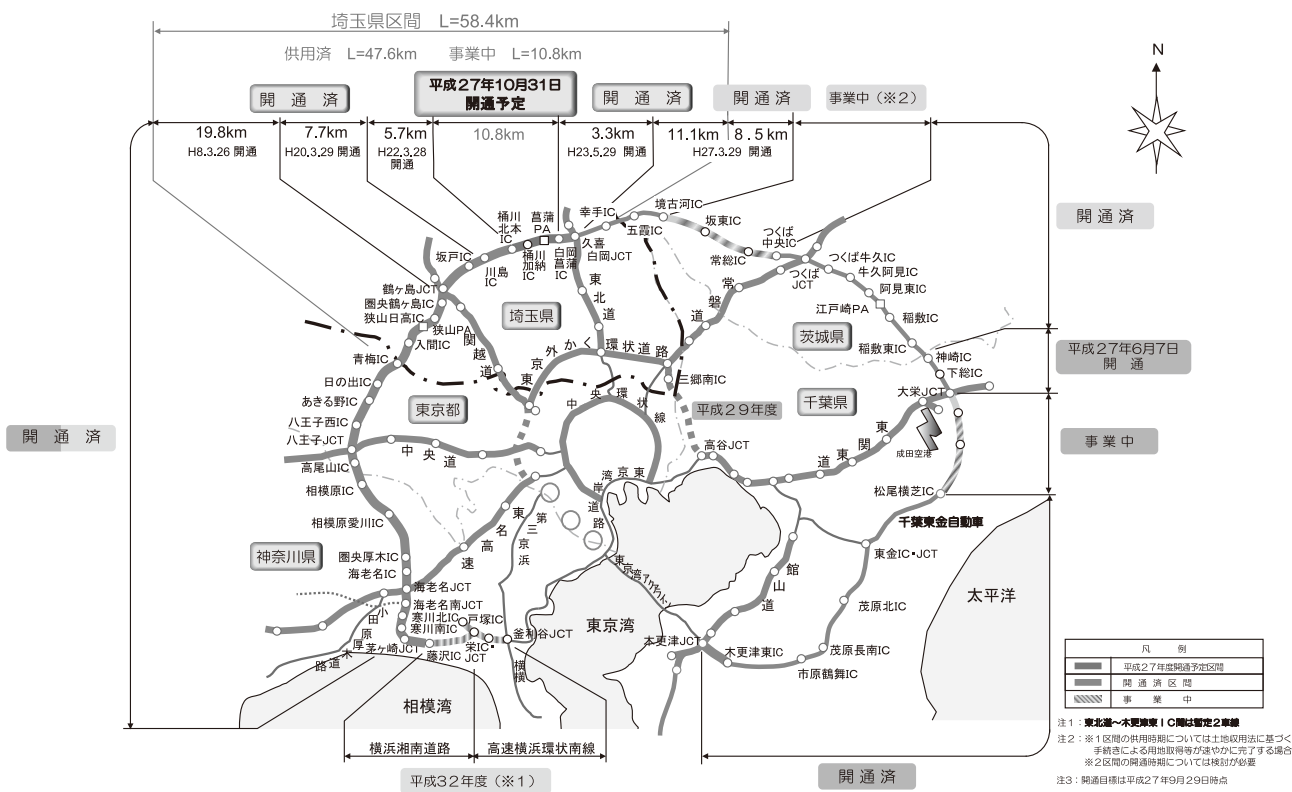 埼玉県区間 L=58.4km
供用済 L=47.6km 事業中 L=10.8km
開通済
平成27年10月31日
開通予定
開通済
開通済
事業中(※2)
N
19.8km
7.7km
5.7km
10.8km
3.3km
11.1km
8.5km
H8.3.26 開通
H20.3.29 開通
H22.3.28
開通
H23.5.29 開通
H27.3.29 開通
開通済
平成27年6月7日
開通
事業中
開通済
坂戸IC
川島
IC
桶川
北本
IC
桶川
加納
IC
菖蒲
PA
白岡
菖蒲
IC
幸手IC
久喜
白岡JCT
五霞IC
境古河IC
坂東IC
常総IC
つくば
中央IC
つくば
JCT
つくば牛久IC
牛久阿見IC
阿見東IC
江戸崎PA
稲敷IC
稲敷東IC
神崎IC
下総IC
大栄JCT
成田空港
松尾横芝IC
千葉東金自動車
東金IC・JCT
茂原北IC
茂原長南IC
市原鶴舞IC
木更津東IC
木更津JCT
鶴ヶ島JCT
圏央鶴ヶ島IC
狭山日高IC
狭山PA
入間IC
青梅IC
日の出IC
あきる野IC
八王子西IC
八王子JCT
高尾山IC
相模原IC
相模原愛川IC
圏央厚木IC
海老名IC
海老名JCT
海老名南JCT
寒川北IC
寒川南IC
茅ヶ崎JCT
藤沢IC
戸塚IC
栄IC・
JCT
釜利谷JCT
埼玉県
東京都
神奈川県
茨城県
千葉県
東北道
関越道
常磐道
東京外かく環状道路
中央環状線
中央道
東名高速
第三京浜
横横
小田原厚木道路
東京湾岸道路
東京湾アクアライン
館山道
東関東道
三郷南IC
高谷JCT
平成29年度
東京湾
相模湾
太平洋
横浜湘南道路
高速横浜環状南線
平成32年度(※1)
開通済
凡例
平成27年度開通予定区間
開通済区間
事業中
注1:東北道~木更津東IC間は暫定2車線
注2:※1区間の供用時期については土地収用法に基づく
手続きによる用地取得等が速やかに完了する場合
※2区間の開通時期については検討が必要
注3:開通目標は平成27年9月29日時点